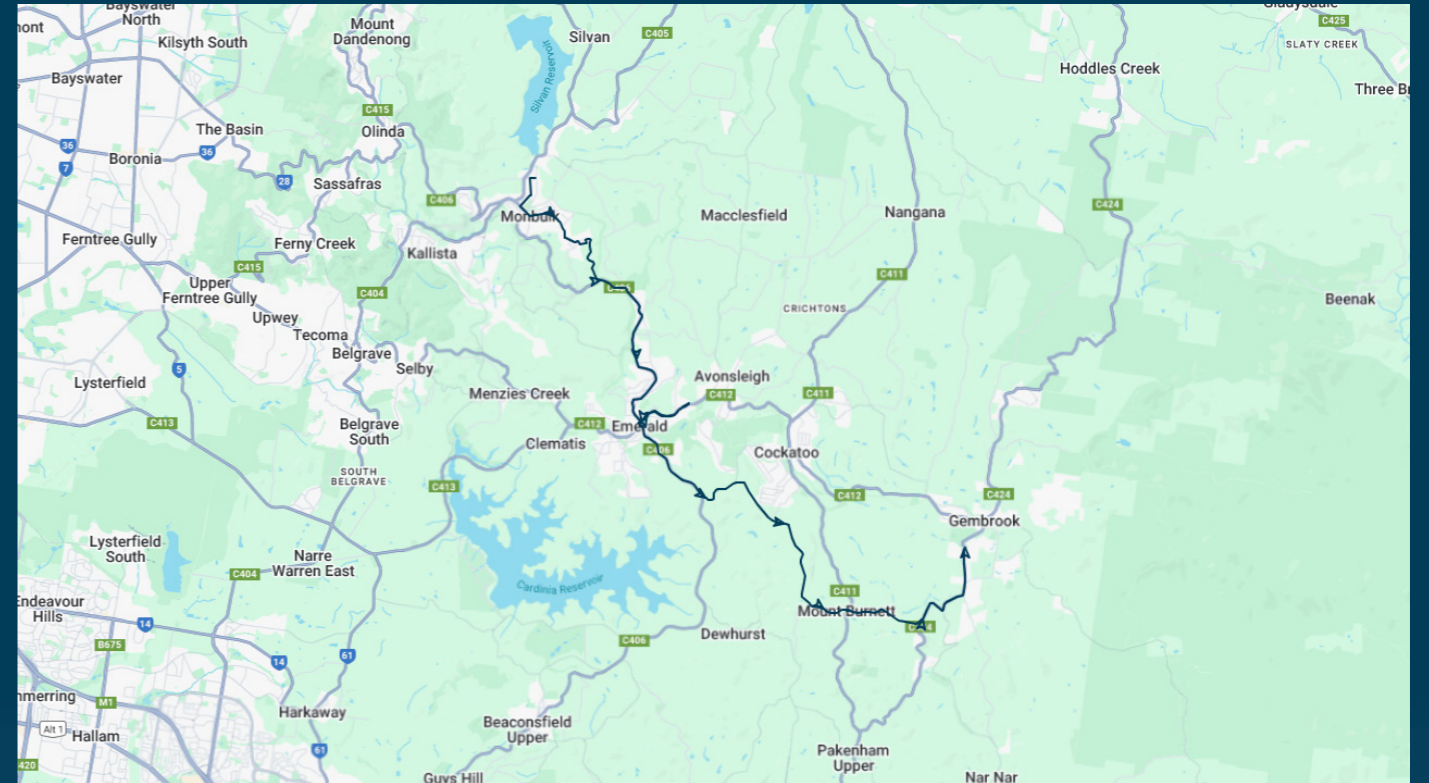 Bayswater
North
Mount
Dandenong
Kilsyth South
Silvan
C405
C425
SLATY CREEK
Hoddles Creek
Bayswater
Silvan Reservoir
C415
The Basin
Olinda
36
7
Boronia
36
28
Sassafras
C406
Monbulk
Macclesfield
Nangana
C424
Ferntree Gully
Ferny Creek
Kallista
C415
C411
Upper
Ferntree Gully
C404
Beenak
Upwey
CRICHTONS
Tecoma
Belgrave
Selby
5
Lysterfield
Avonsleigh
Menzies Creek
C412
C411
C413
Belgrave
South
C412
Emerald
Clematis
C406
Cockatoo
SOUTH
BELGRAVE
C413
C412
C424
Gembrook
Lysterfield
South
Narre
Warren East
C404
Cardinia Reservoir
C411
Endeavour
Hills
Mount Burnett
14
C406
Dewhurst
B675
14
61
M1
Harkaway
Alt 1
Hallam
Beaconsfield
Upper
61
420
Pakenham
Upper
Guys Hill
Nar Nar